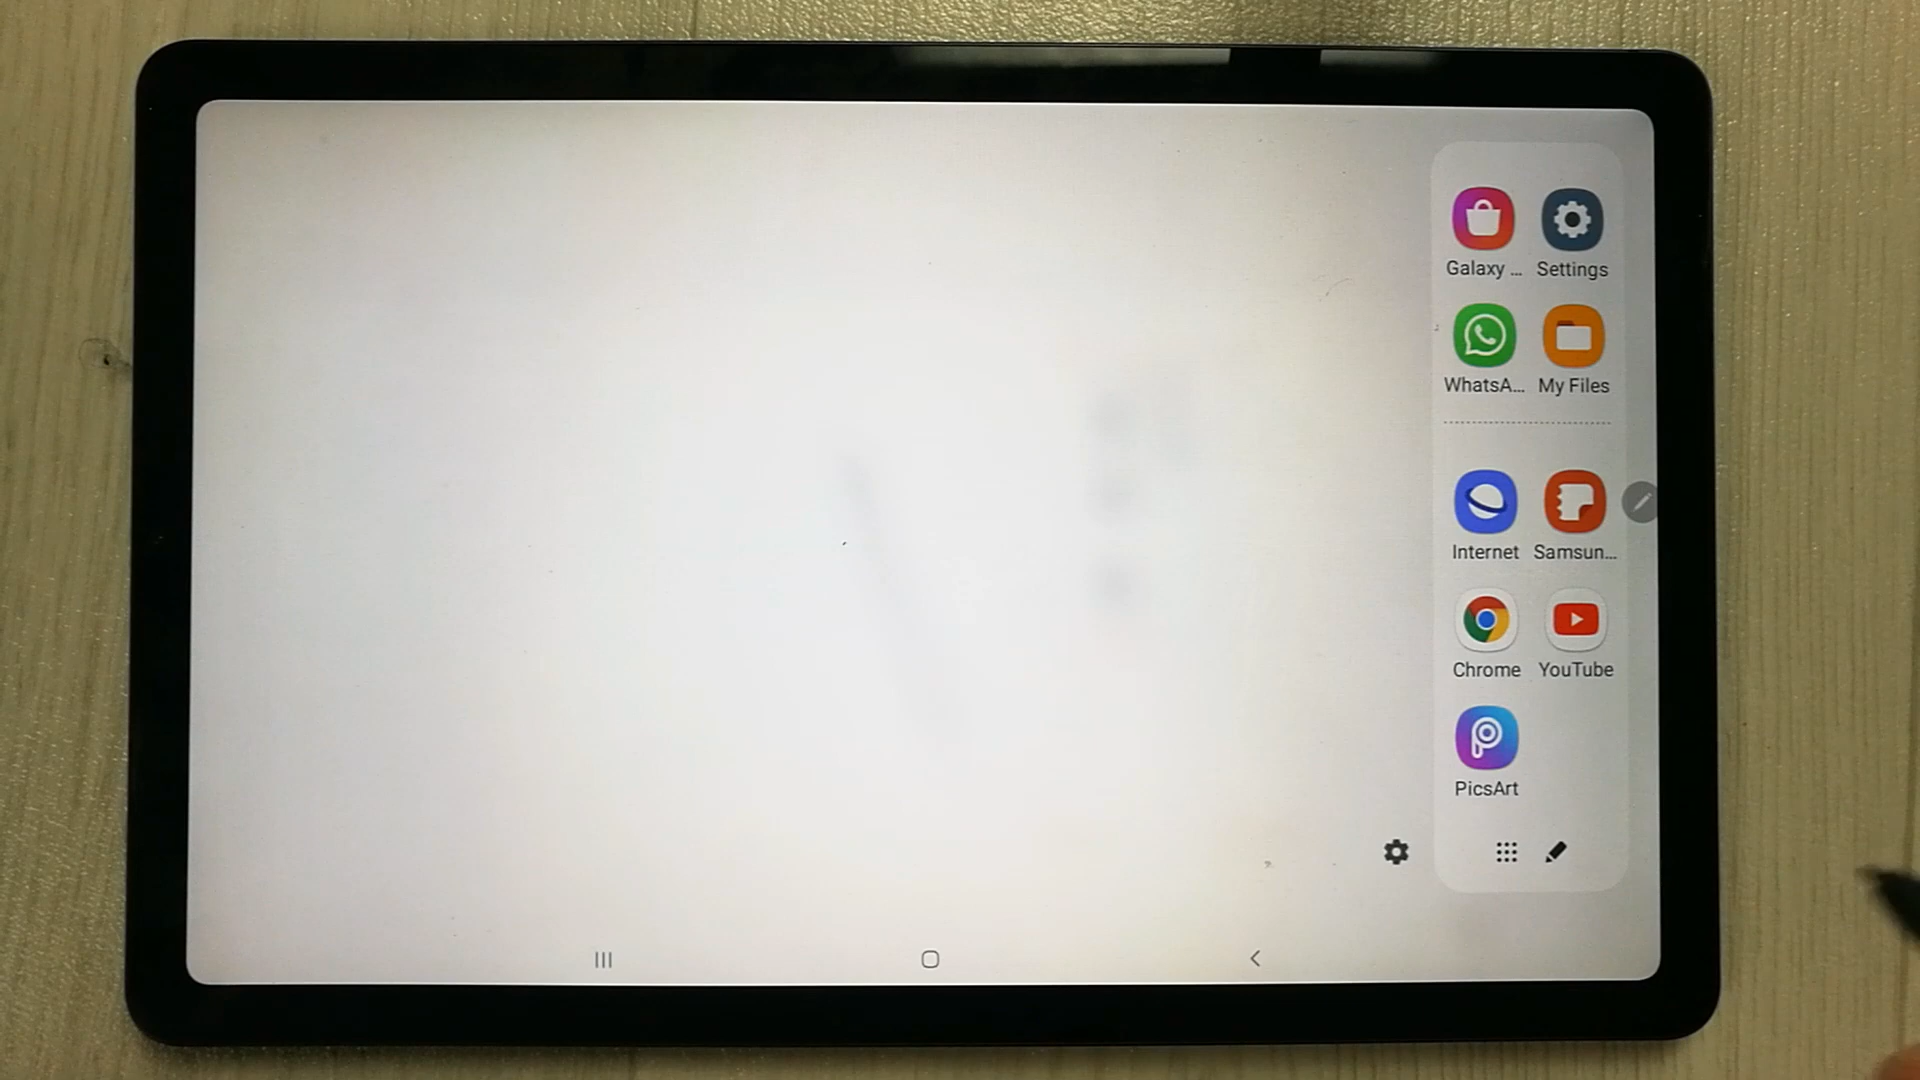 Galaxy ... Settings
WhatsA... My Files
Internet Samsun...
Chrome YouTube
PicsArt